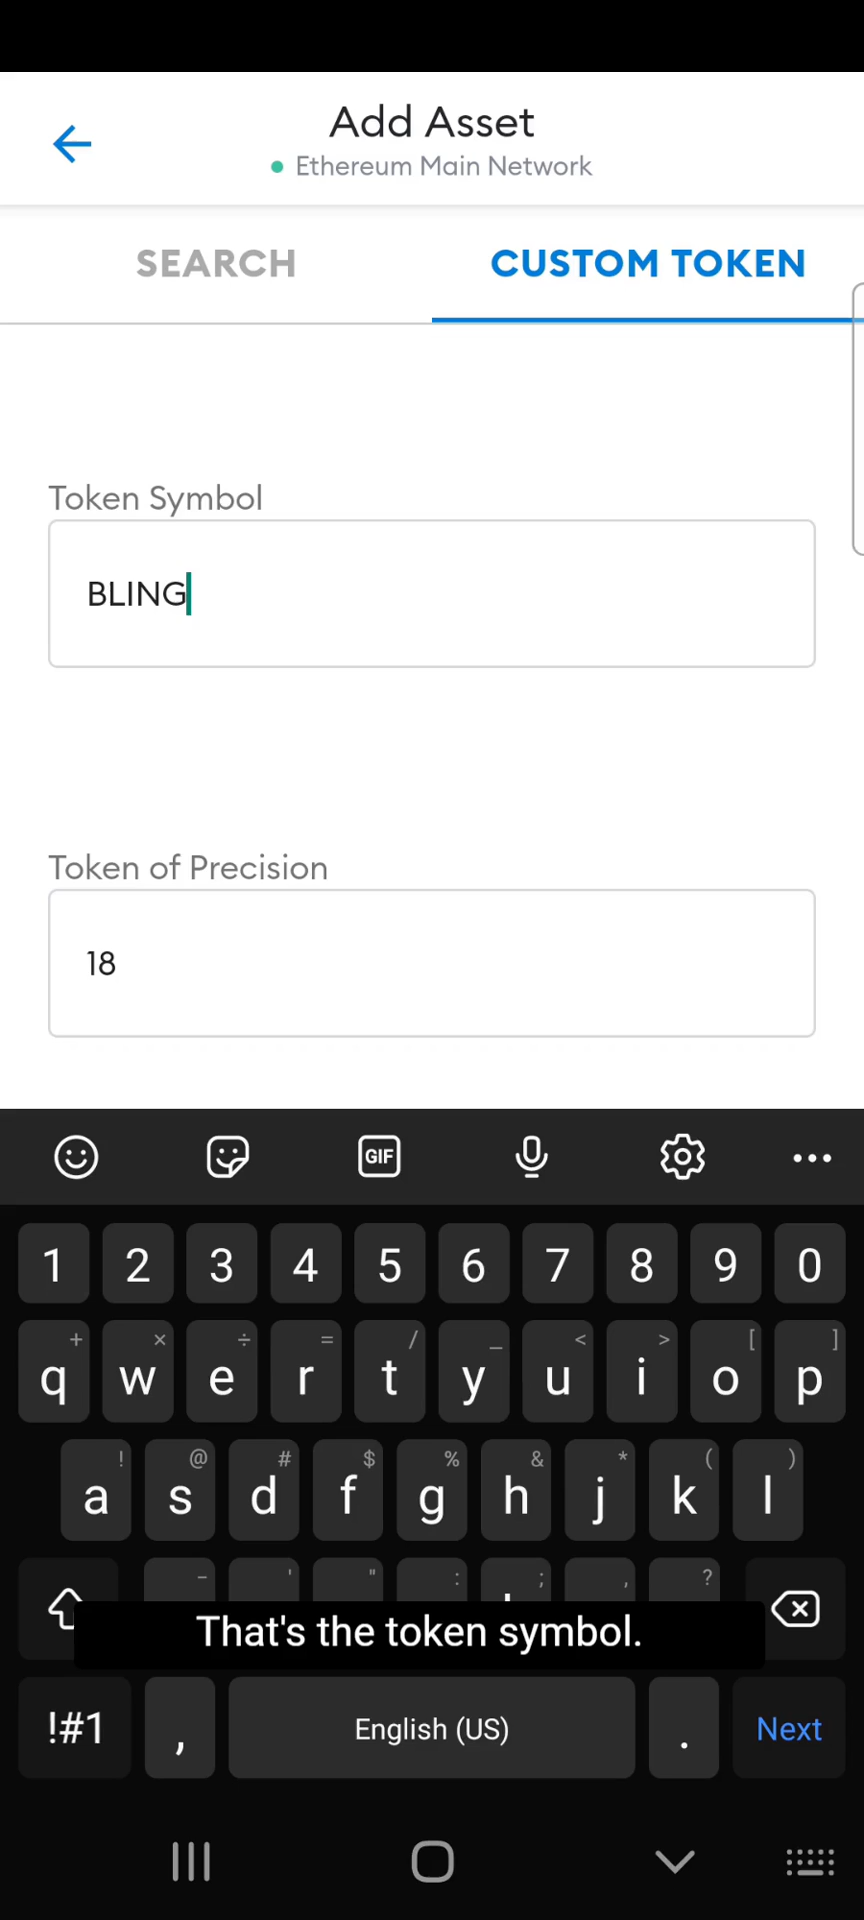 Add Asset
Ethereum Main Network
SEARCH
CUSTOM TOKEN
Token Symbol
BLING
Token of Precision
18
GIF
1 2 3 4 5 6 7 8 9 0
+ × ÷ = / _ < > [ ]
q w e r t y u i o p
! @ # $ % & * ( )
a s d f g h j k l
- ' " : ; , ?
That's the token symbol.
!#1 , English (US) . Next